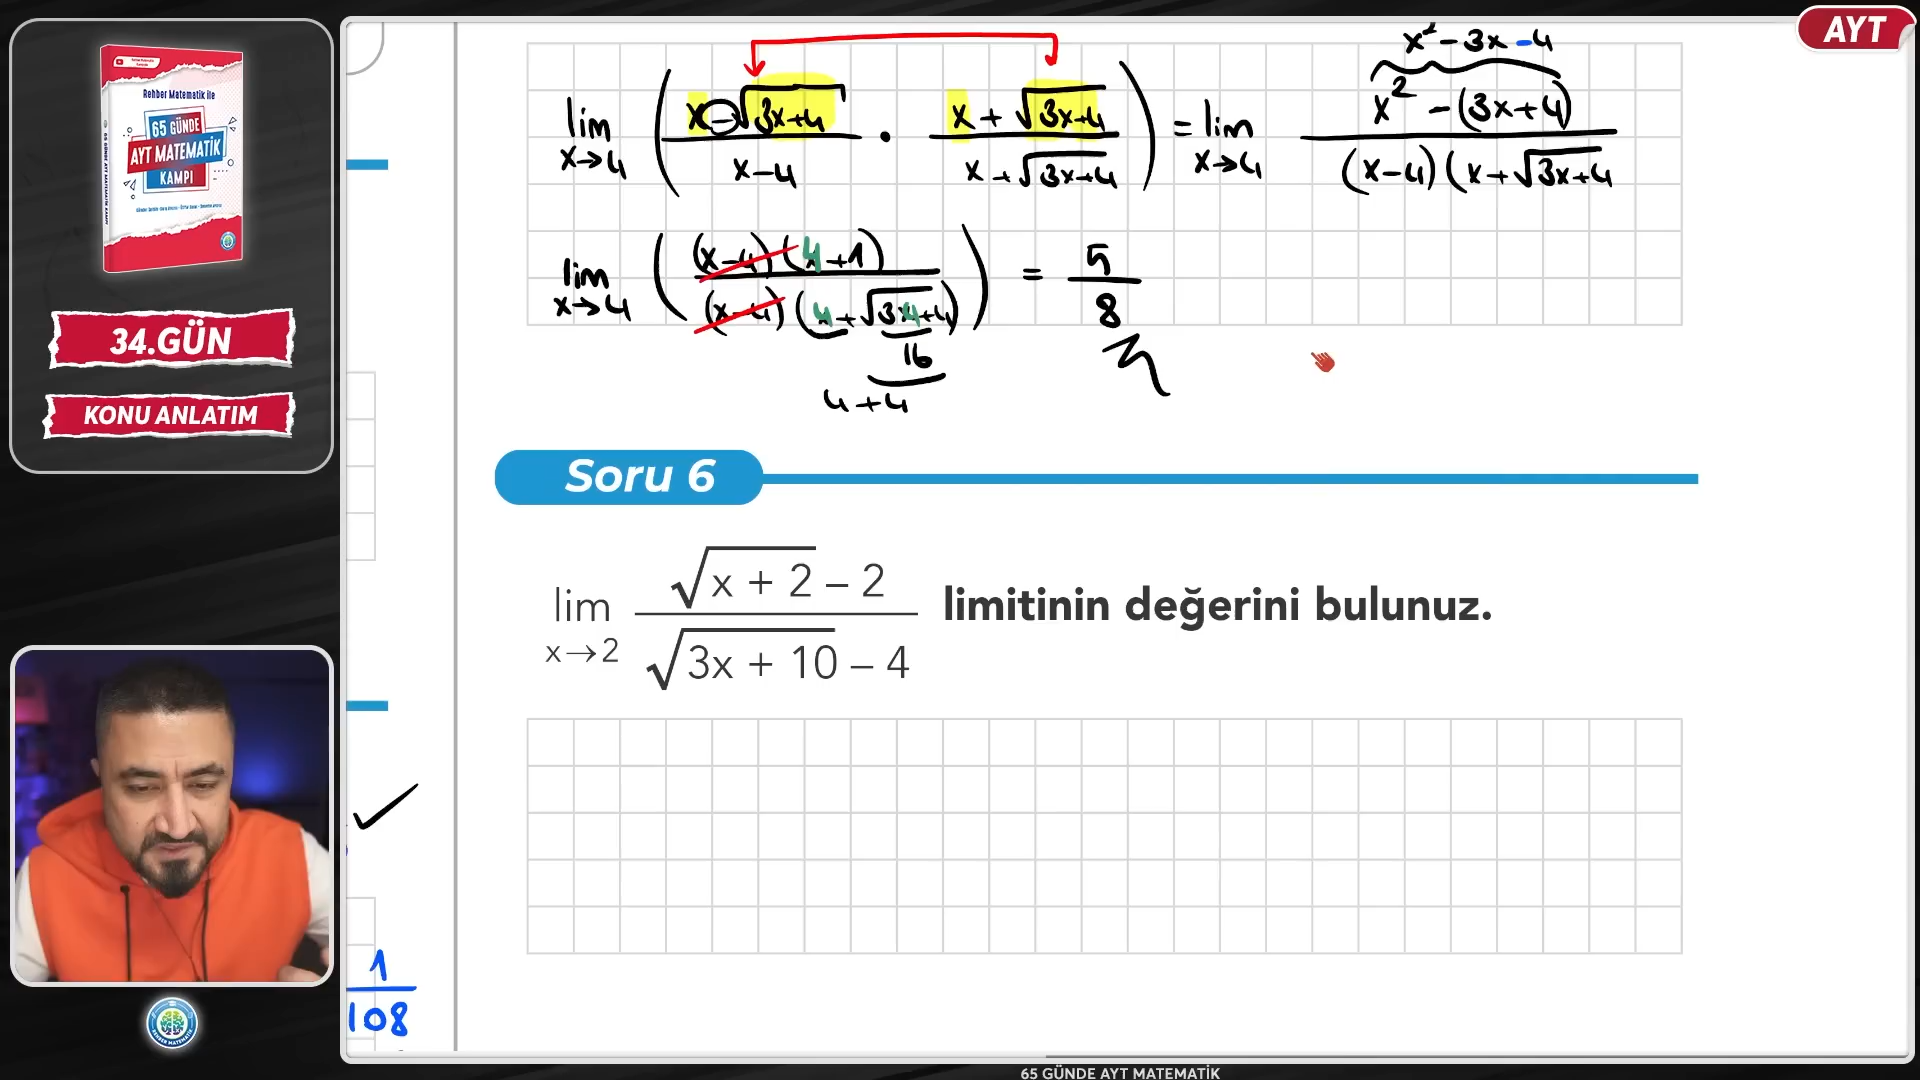 AYT
Rehber Matematik ile
65 GÜNDE
AYT MATEMATİK
KAMPI
34.GÜN
KONU ANLATIM
x² - 3x - 4
lim x→4 ( (x - √(3x+4)) / (x-4) · (x + √(3x+4)) / (x + √(3x+4)) ) = lim x→4 (x² - (3x+4)) / ((x-4)(x + √(3x+4)
lim x→4 ( (x-4)(4+1) / (x-4)(4+√(3·4+4) ) = 5/8
16
4+4
Soru 6
lim x→2 (√(x + 2) – 2) / (√(3x + 10) – 4) limitinin değerini bulunuz.
1/108
REHBER MATEMATİK
65 GÜNDE AYT MATEMATİK